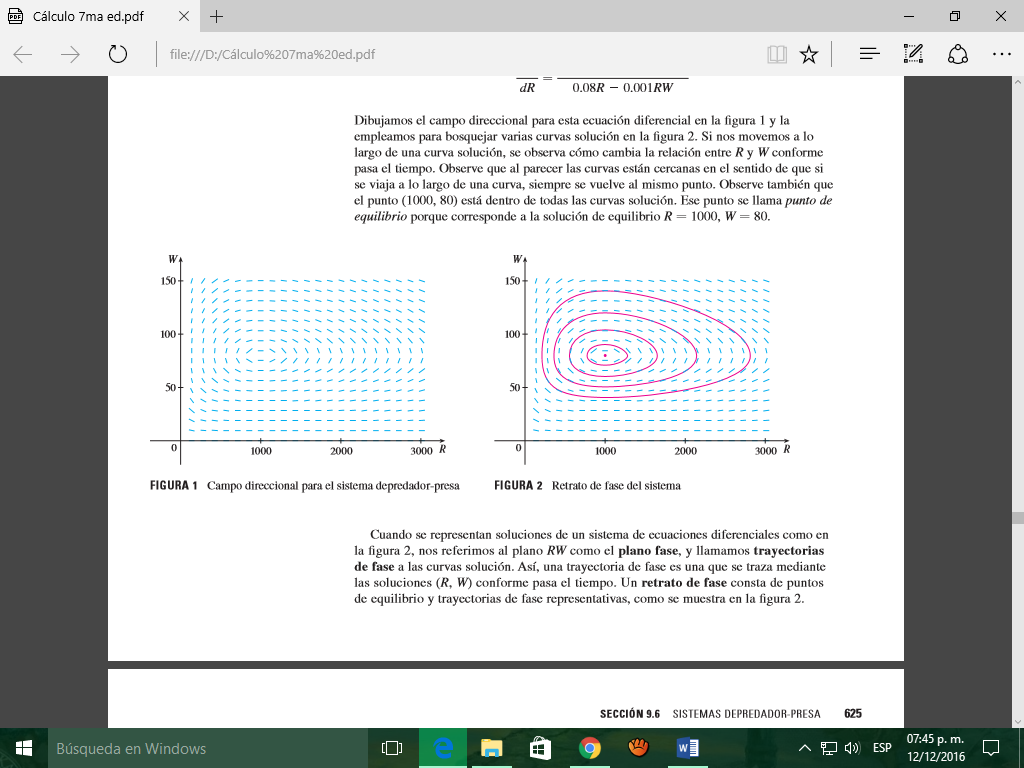 Cálculo 7ma ed.pdf
file:///D:/Cálculo%207ma%20ed.pdf
dR = 0.08R − 0.001RW
Dibujamos el campo direccional para esta ecuación diferencial en la figura 1 y la
empleamos para bosquejar varias curvas solución en la figura 2. Si nos movemos a lo
largo de una curva solución, se observa cómo cambia la relación entre R y W conforme
pasa el tiempo. Observe que al parecer las curvas están cercanas en el sentido de que si
se viaja a lo largo de una curva, siempre se vuelve al mismo punto. Observe también que
el punto (1000, 80) está dentro de todas las curvas solución. Ese punto se llama punto de
equilibrio porque corresponde a la solución de equilibrio R = 1000, W = 80.
W
150
100
50
0
1000
2000
3000
R
W
150
100
50
0
1000
2000
3000
R
FIGURA 1 Campo direccional para el sistema depredador-presa
FIGURA 2 Retrato de fase del sistema
Cuando se representan soluciones de un sistema de ecuaciones diferenciales como en
la figura 2, nos referimos al plano RW como el plano fase, y llamamos trayectorias
de fase a las curvas solución. Así, una trayectoria de fase es una que se traza mediante
las soluciones (R, W) conforme pasa el tiempo. Un retrato de fase consta de puntos
de equilibrio y trayectorias de fase representativas, como se muestra en la figura 2.
SECCIÓN 9.6 SISTEMAS DEPREDADOR-PRESA 625
Búsqueda en Windows
ESP
07:45 p. m.
12/12/2016